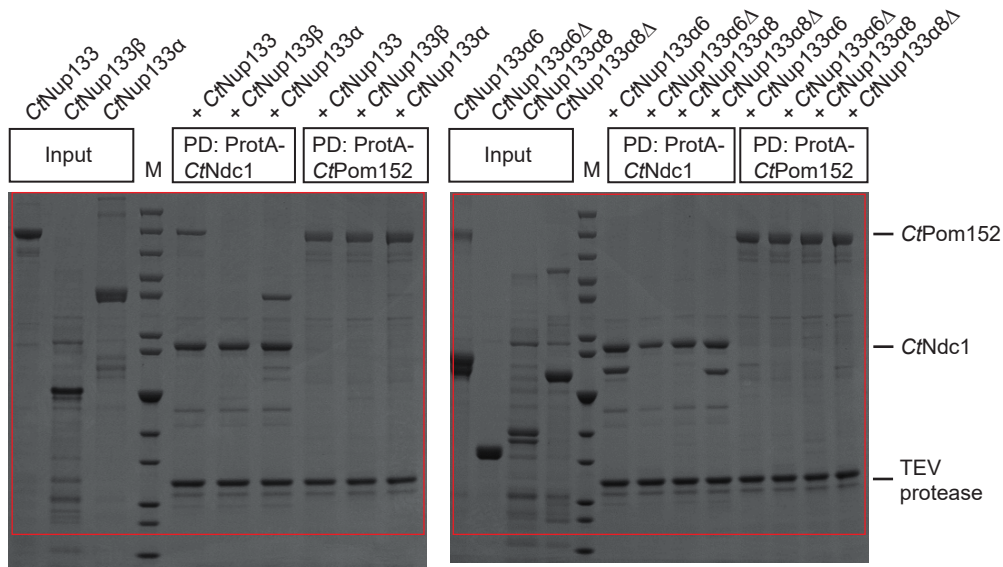 CtNup133
CtNup133β
CtNup133α
+ CtNup133
+ CtNup133β
+ CtNup133α
+ CtNup133
+ CtNup133β
+ CtNup133α
Input
M
PD: ProtA-
CtNdc1
PD: ProtA-
CtPom152
CtNup133α6
CtNup133α6Δ
CtNup133α8
CtNup133α8Δ
+ CtNup133α6
+ CtNup133α6Δ
+ CtNup133α8
+ CtNup133α8Δ
+ CtNup133α6
+ CtNup133α6Δ
+ CtNup133α8
+ CtNup133α8Δ
Input
M
PD: ProtA-
CtNdc1
PD: ProtA-
CtPom152
CtPom152
CtNdc1
TEV
protease